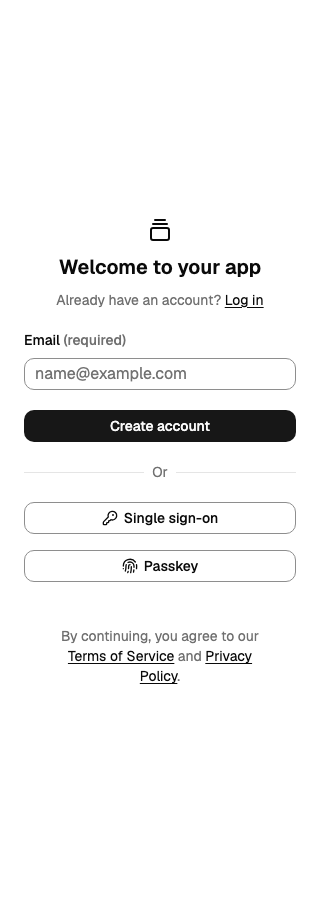 Welcome to your app
Already have an account? Log in
Email (required)
name@example.com
Create account
Or
Single sign-on
Passkey
By continuing, you agree to our
Terms of Service and Privacy
Policy.